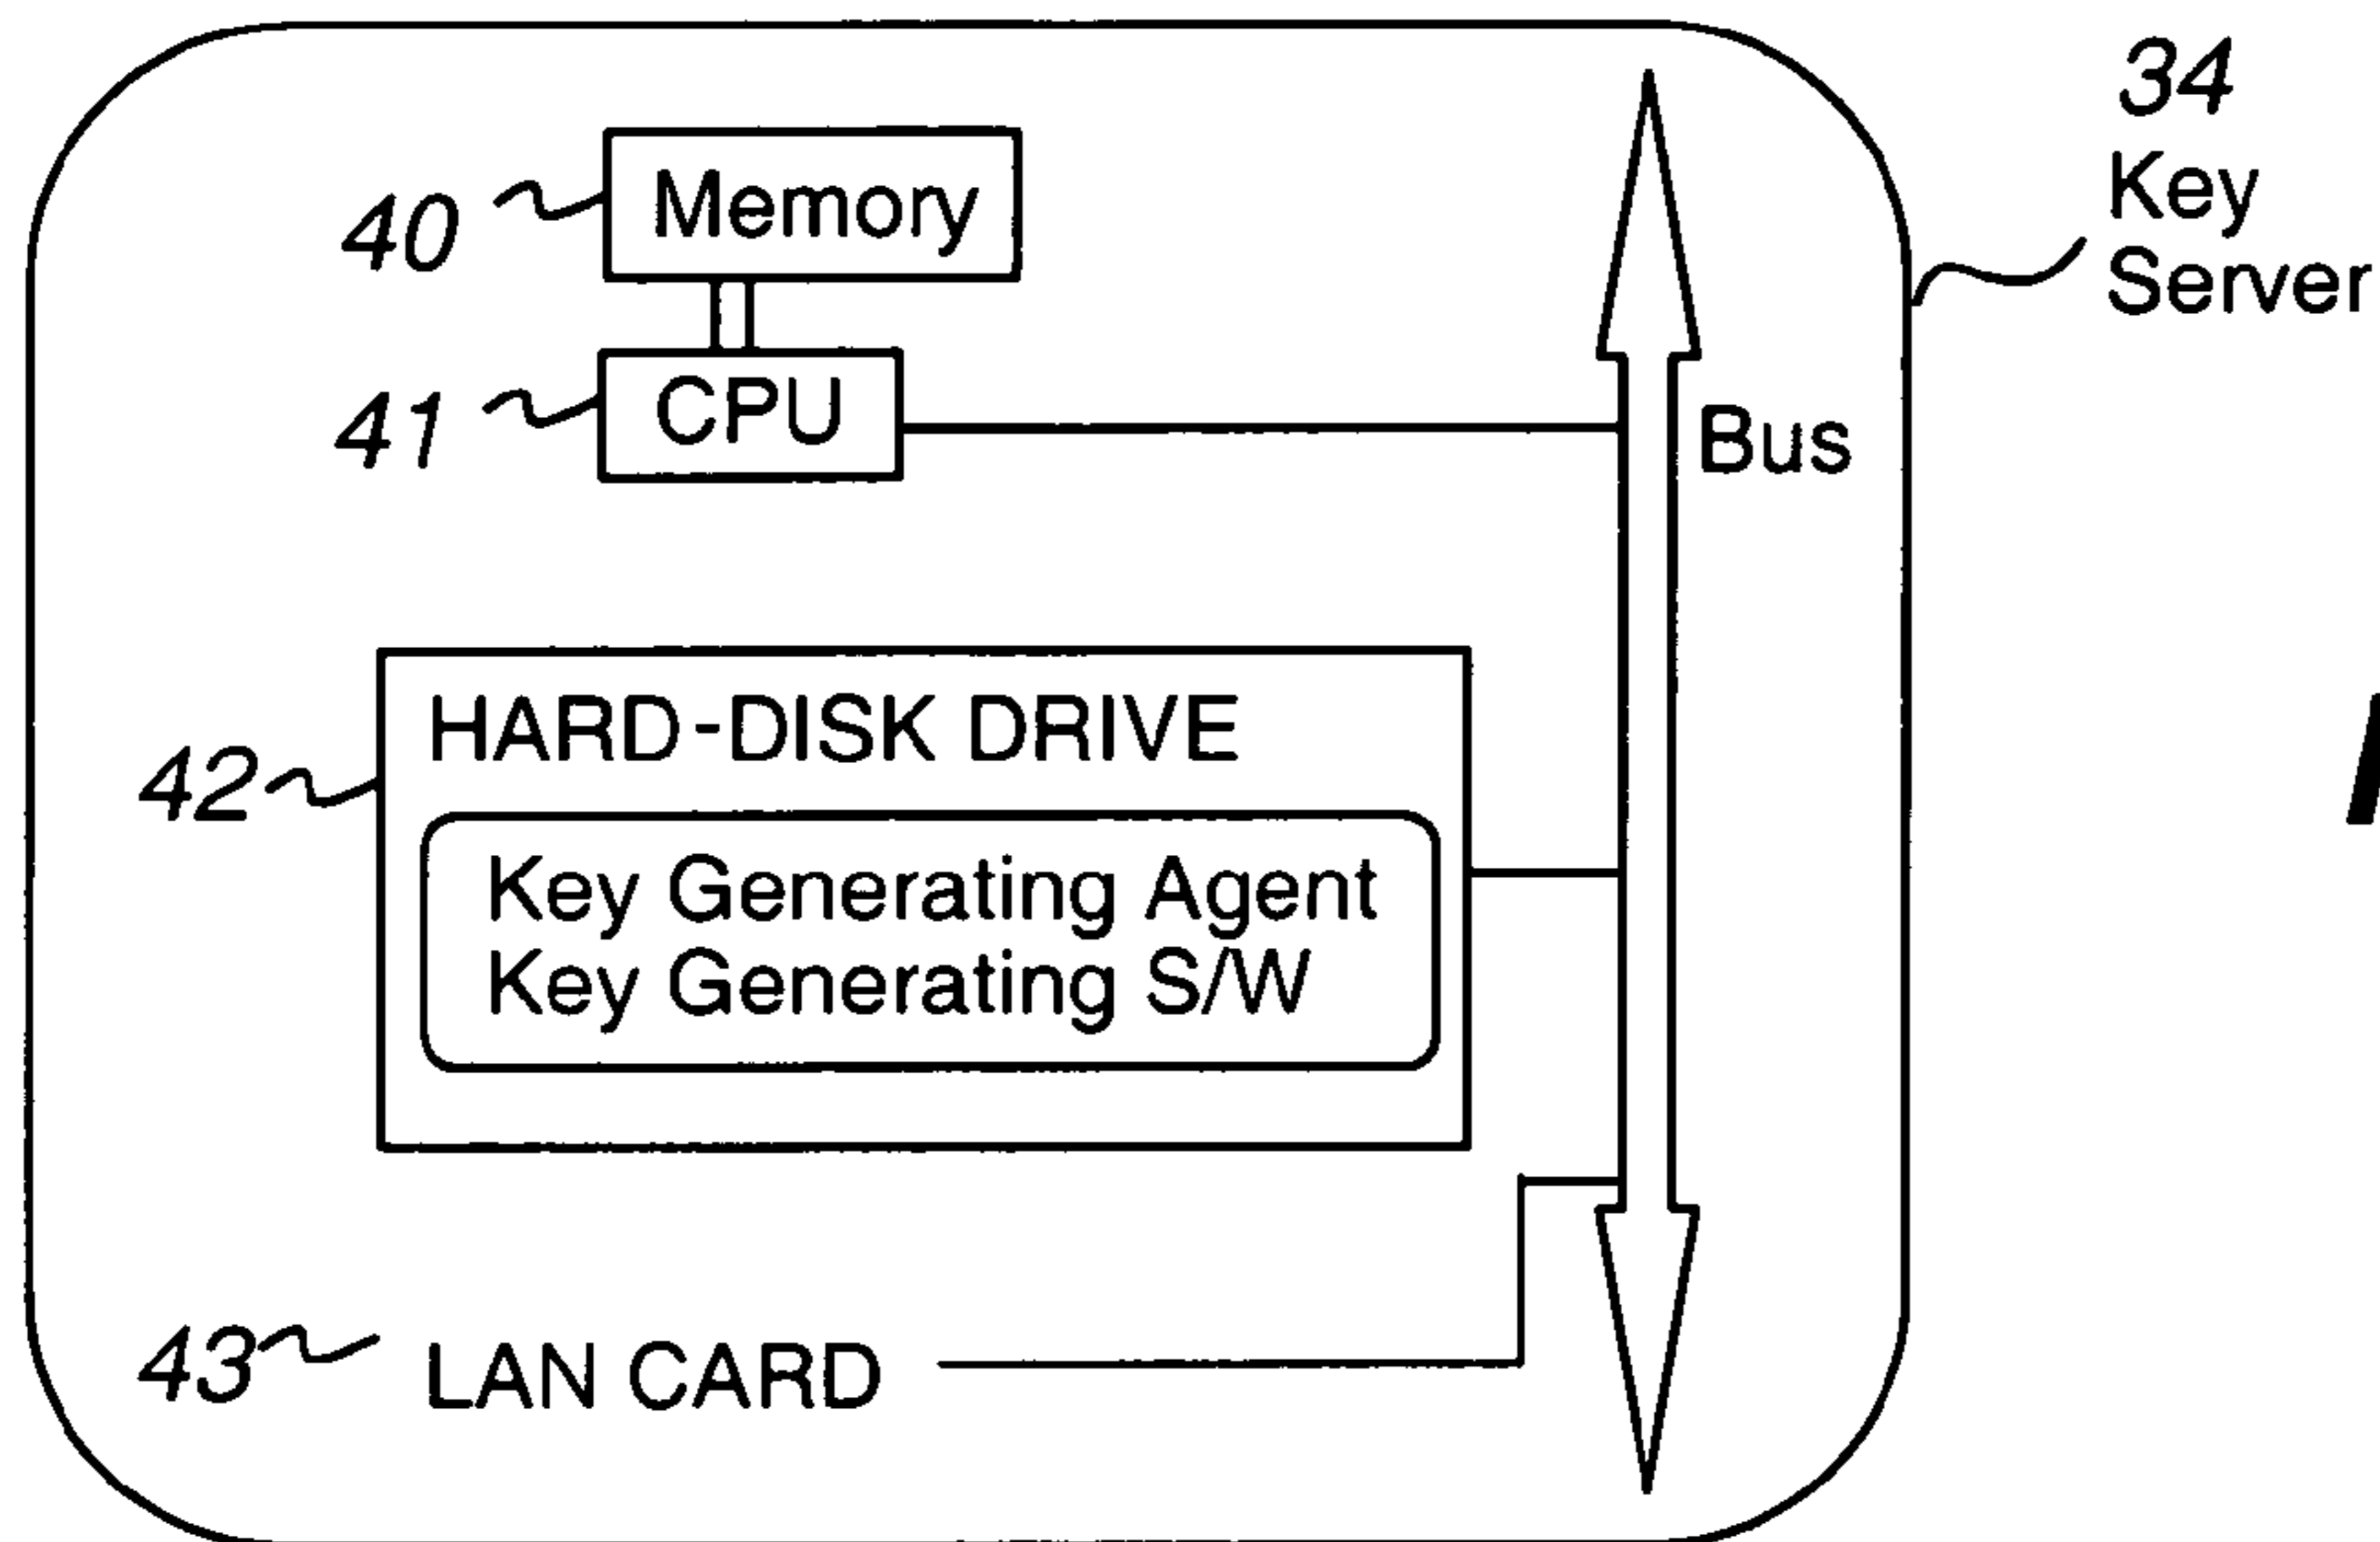 34
Key
Server
40
Memory
41
CPU
Bus
42
HARD-DISK DRIVE
Key Generating Agent
Key Generating S/W
43
LAN CARD